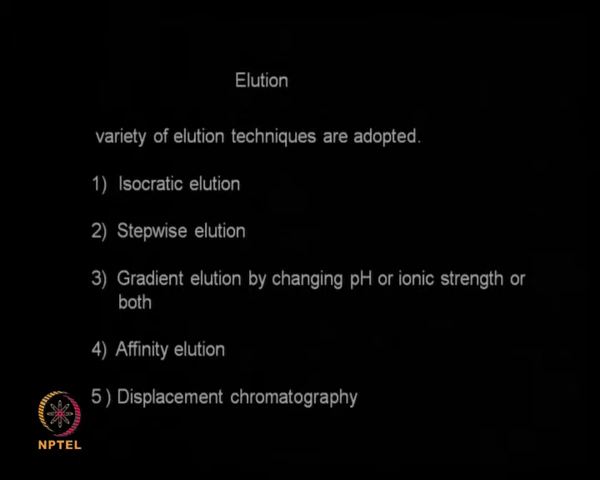 Elution
variety of elution techniques are adopted.
1) Isocratic elution
2) Stepwise elution
3) Gradient elution by changing pH or ionic strength or
both
4) Affinity elution
5 ) Displacement chromatography
NPTEL